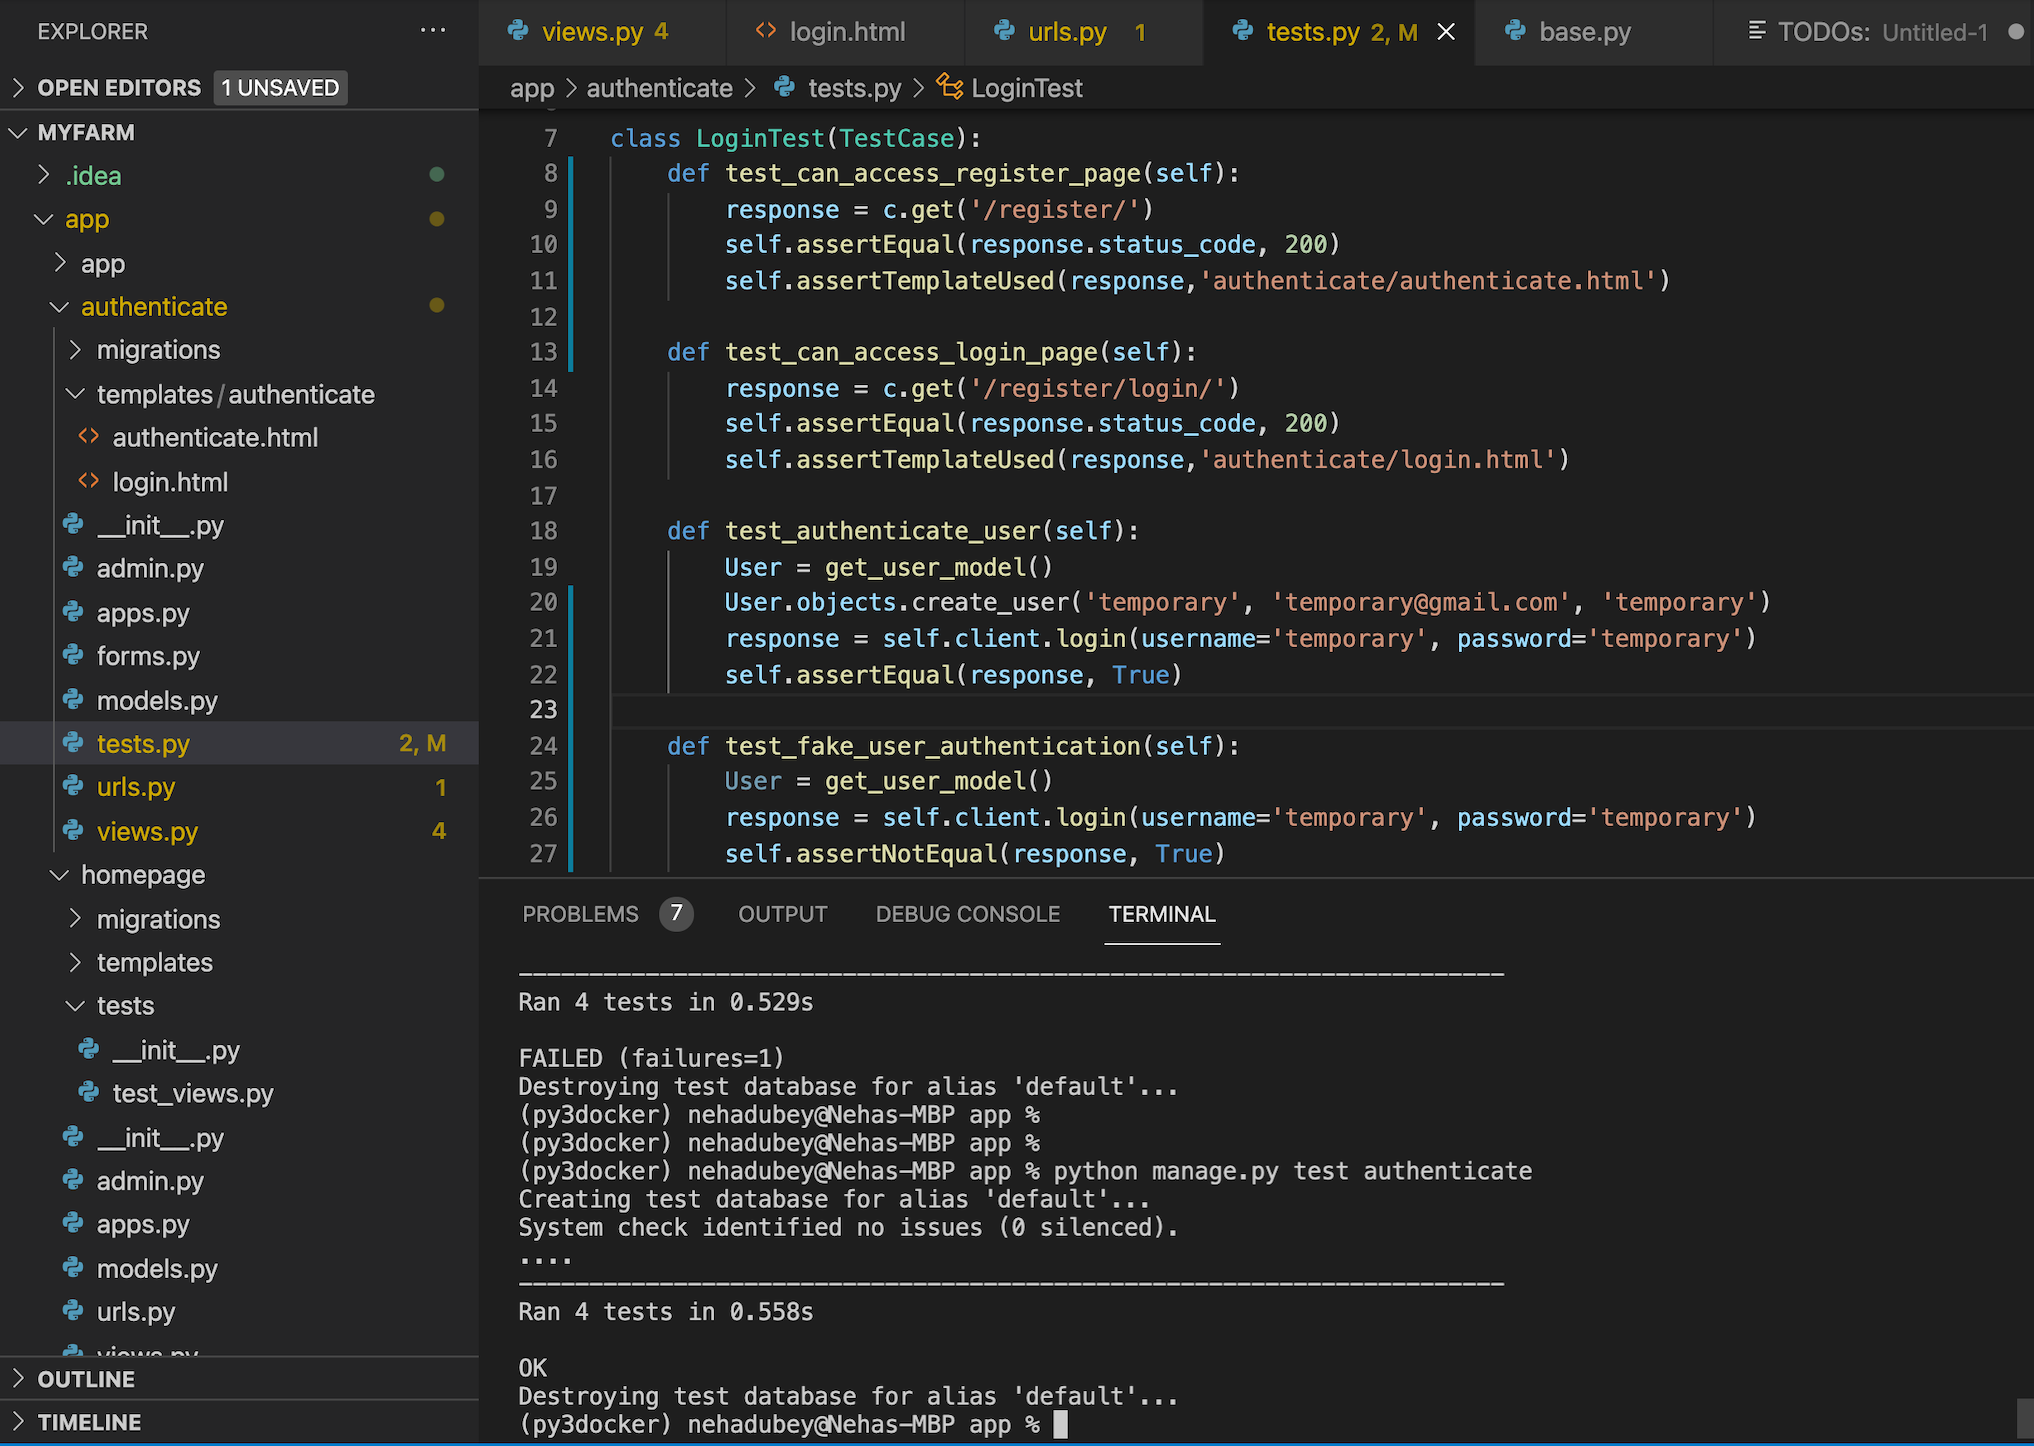 EXPLORER ...
OPEN EDITORS 1 UNSAVED
MYFARM
.idea
app
app
authenticate
migrations
templates/authenticate
authenticate.html
login.html
__init__.py
admin.py
apps.py
forms.py
models.py
tests.py 2, M
urls.py 1
views.py 4
homepage
migrations
templates
tests
__init__.py
test_views.py
__init__.py
admin.py
apps.py
models.py
urls.py
views.py
OUTLINE
TIMELINE
views.py 4 login.html urls.py 1 tests.py 2, M base.py TODOs: Untitled-1
app > authenticate > tests.py > LoginTest
7 class LoginTest(TestCase):
8 def test_can_access_register_page(self):
9 response = c.get('/register/')
10 self.assertEqual(response.status_code, 200)
11 self.assertTemplateUsed(response,'authenticate/authenticate.html')
12
13 def test_can_access_login_page(self):
14 response = c.get('/register/login/')
15 self.assertEqual(response.status_code, 200)
16 self.assertTemplateUsed(response,'authenticate/login.html')
17
18 def test_authenticate_user(self):
19 User = get_user_model()
20 User.objects.create_user('temporary', 'temporary@gmail.com', 'temporary')
21 response = self.client.login(username='temporary', password='temporary')
22 self.assertEqual(response, True)
23
24 def test_fake_user_authentication(self):
25 User = get_user_model()
26 response = self.client.login(username='temporary', password='temporary')
27 self.assertNotEqual(response, True)
PROBLEMS 7 OUTPUT DEBUG CONSOLE TERMINAL
----------------------------------------------------------------------
Ran 4 tests in 0.529s
FAILED (failures=1)
Destroying test database for alias 'default'...
(py3docker) nehadubey@Nehas-MBP app %
(py3docker) nehadubey@Nehas-MBP app %
(py3docker) nehadubey@Nehas-MBP app % python manage.py test authenticate
Creating test database for alias 'default'...
System check identified no issues (0 silenced).
....
----------------------------------------------------------------------
Ran 4 tests in 0.558s
OK
Destroying test database for alias 'default'...
(py3docker) nehadubey@Nehas-MBP app %